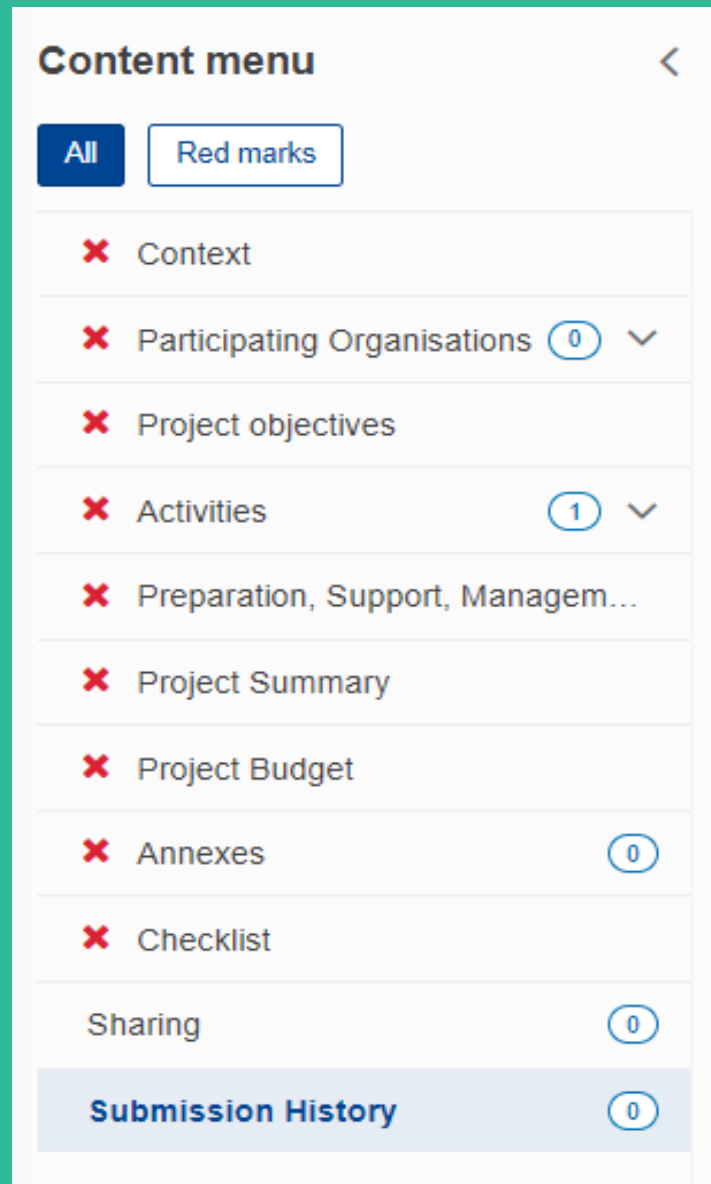 Content menu
All Red marks
Context
Participating Organisations 0
Project objectives
Activities 1
Preparation, Support, Managem...
Project Summary
Project Budget
Annexes 0
Checklist
Sharing 0
Submission History 0